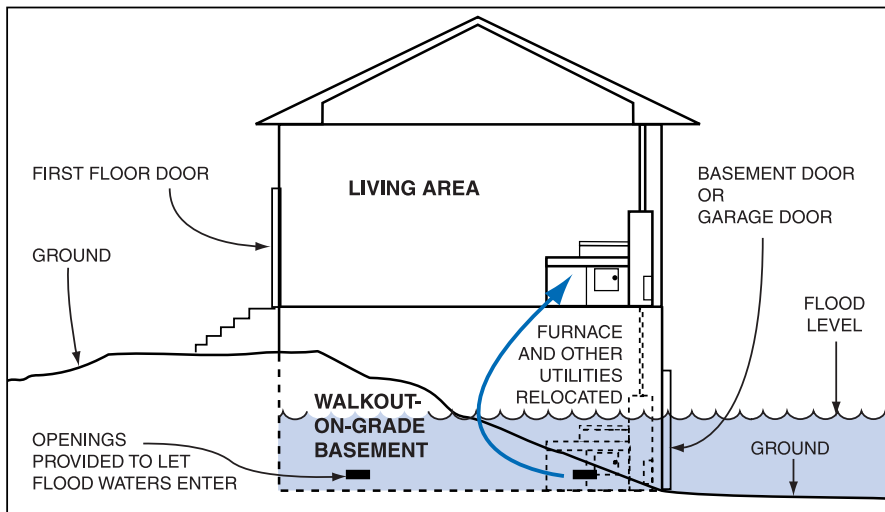 FIRST FLOOR DOOR
GROUND
LIVING AREA
BASEMENT DOOR
OR
GARAGE DOOR
FLOOD
LEVEL
FURNACE
AND OTHER
UTILITIES
RELOCATED
WALKOUT-
ON-GRADE
BASEMENT
OPENINGS
PROVIDED TO LET
FLOOD WATERS ENTER
GROUND